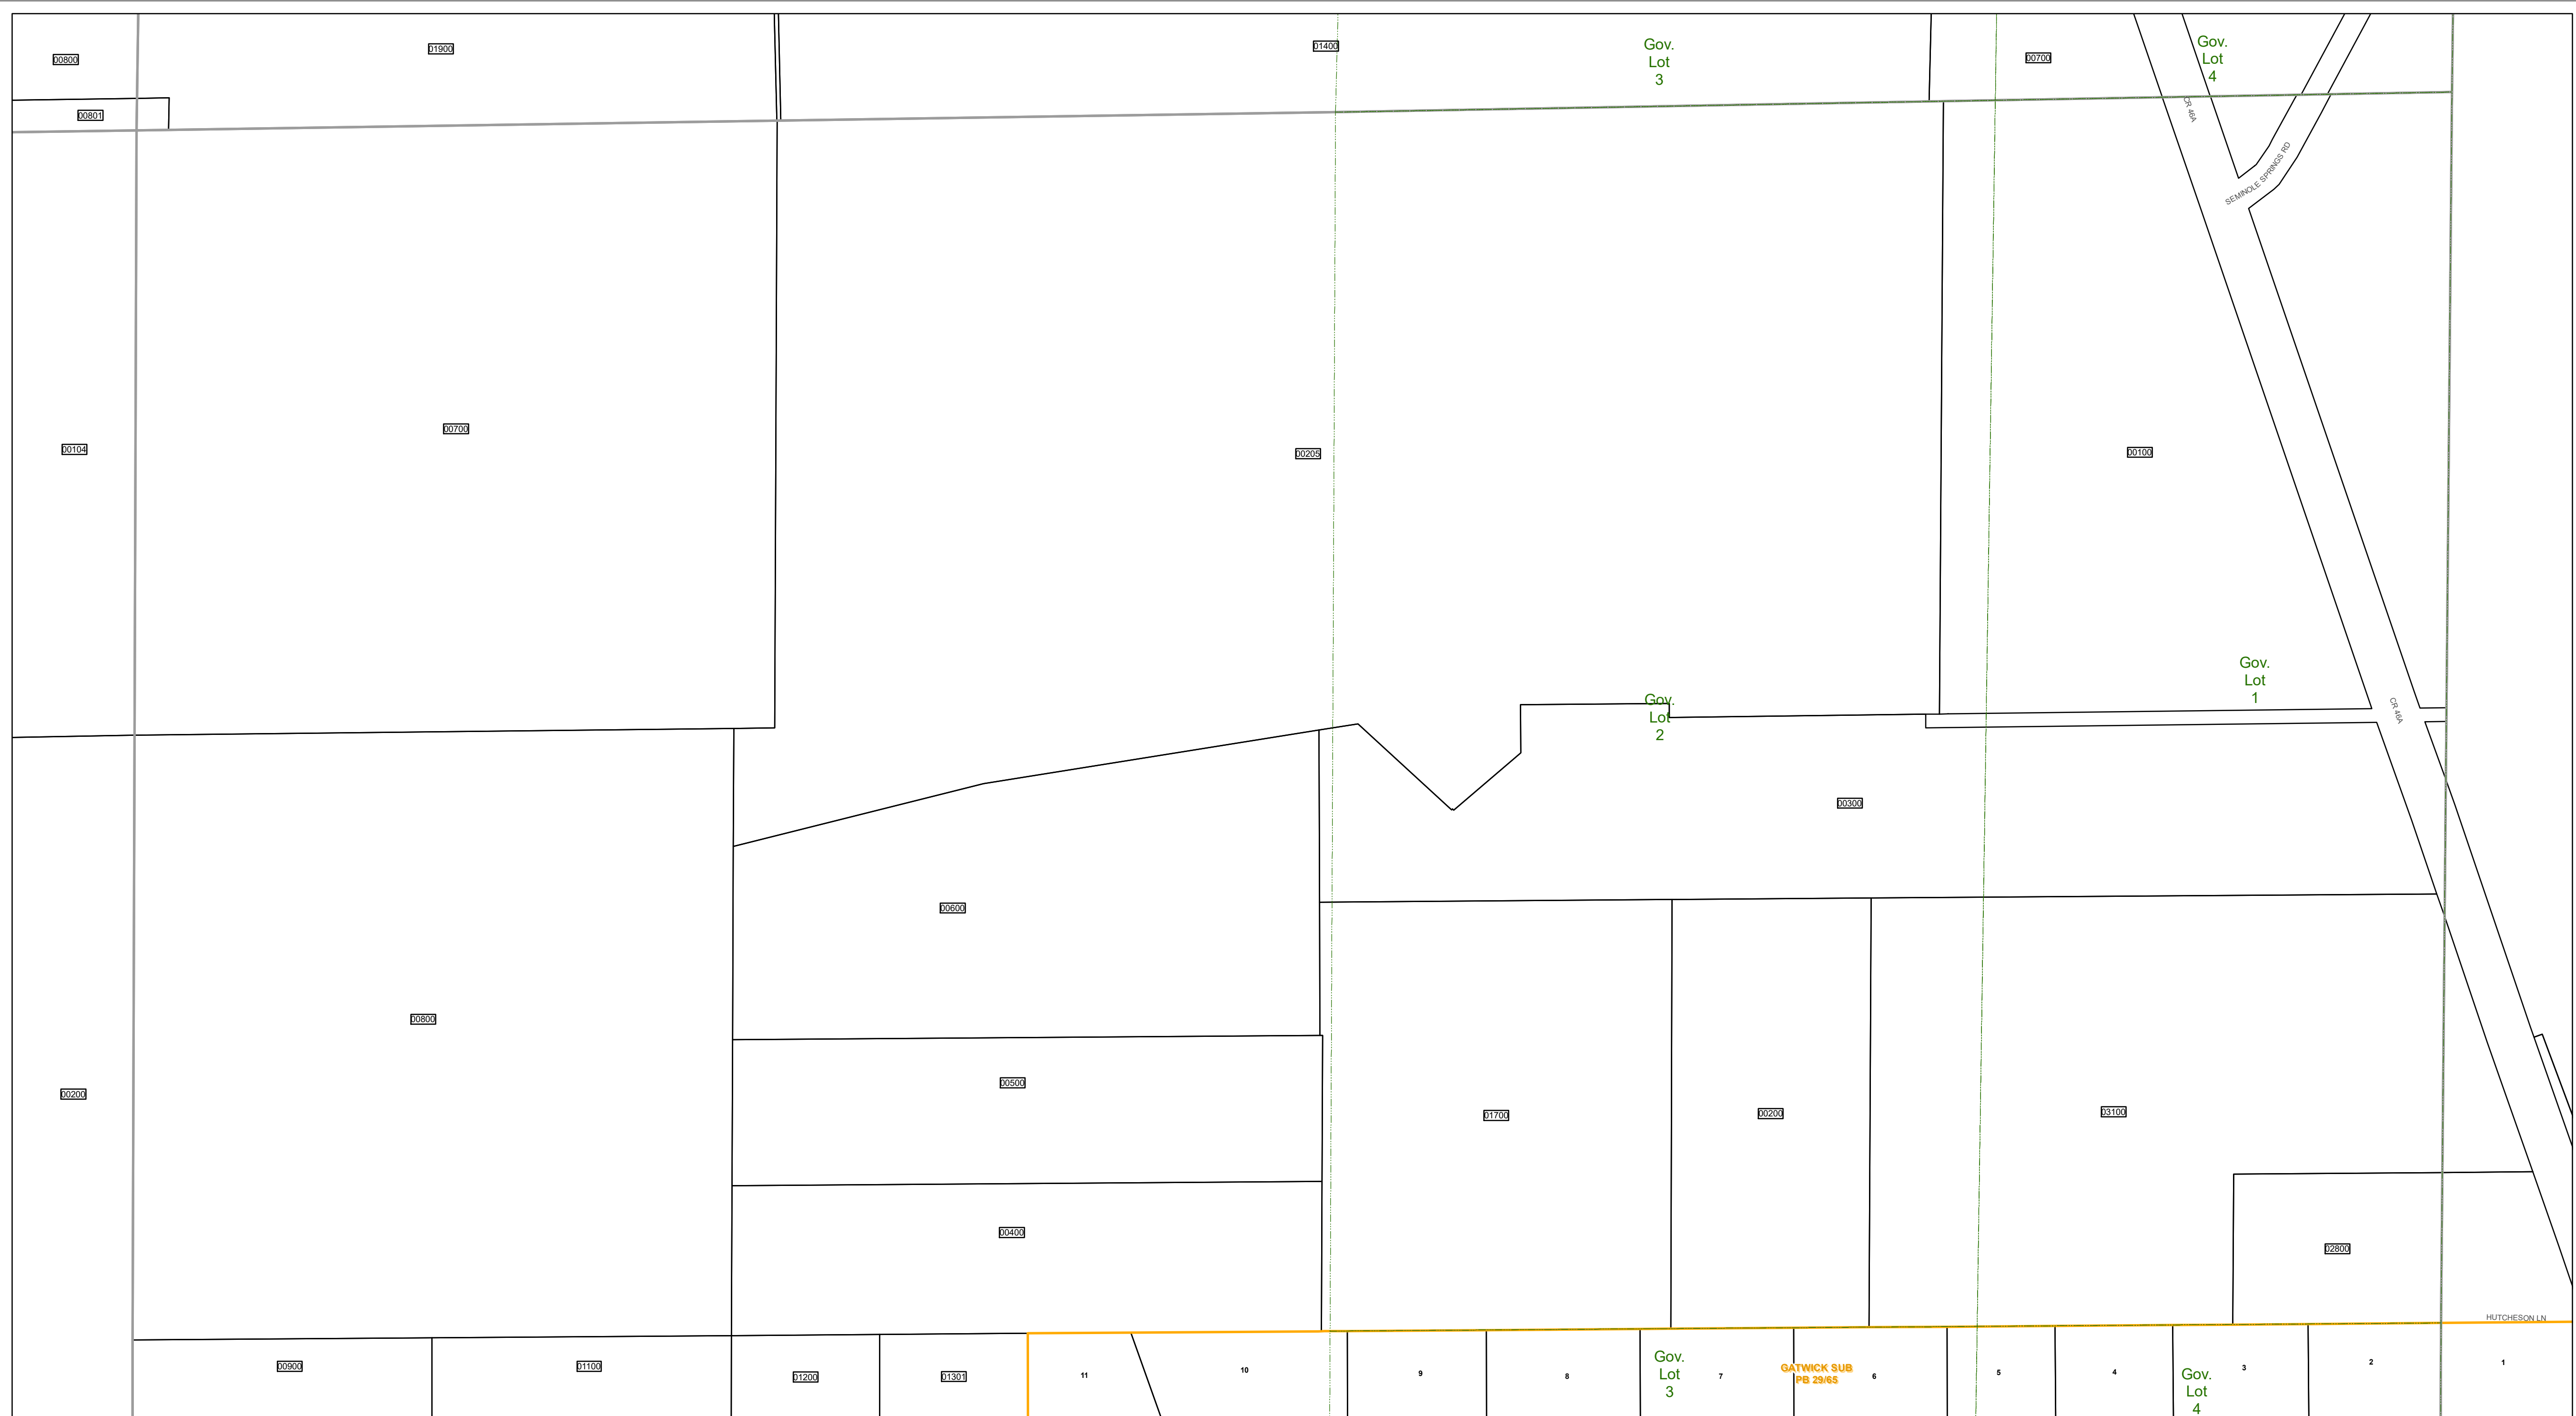 00800
01900
01400
Gov.
Lot
3
00700
Gov.
Lot
4
00801
CR 46A
SEMINOLE SPRINGS RD
00104
00700
00205
00100
Gov.
Lot
1
Gov.
Lot
2
CR 46A
00300
00600
00800
00500
00200
01700
00200
03100
00400
02800
HUTCHESON LN
00900
01100
01200
01301
11
10
9
8
Gov.
Lot
3
7
GATWICK SUB
PB 29/65
6
5
4
Gov.
Lot
4
3
2
1